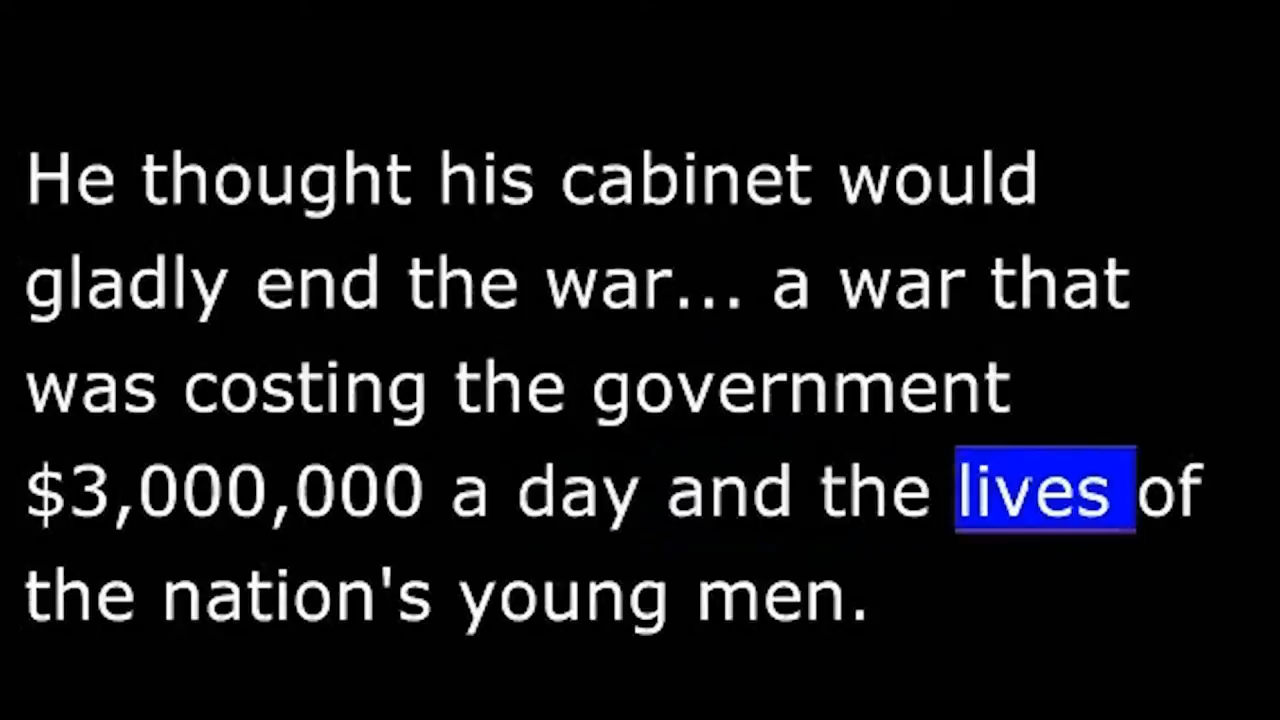 He thought his cabinet would
gladly end the war... a war that
was costing the government
$3,000,000 a day and the lives of
the nation's young men.